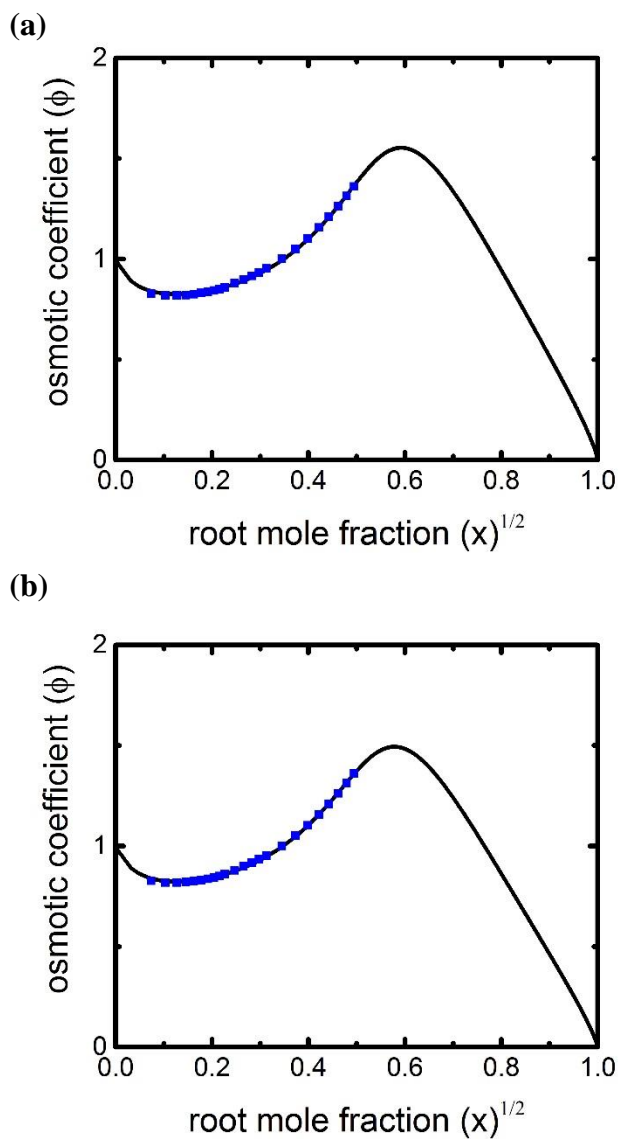 (a)
2
1
0
osmotic coefficient (ϕ)
0.0 0.2 0.4 0.6 0.8 1.0
root mole fraction (x)^{1/2}
(b)
2
1
0
osmotic coefficient (ϕ)
0.0 0.2 0.4 0.6 0.8 1.0
root mole fraction (x)^{1/2}